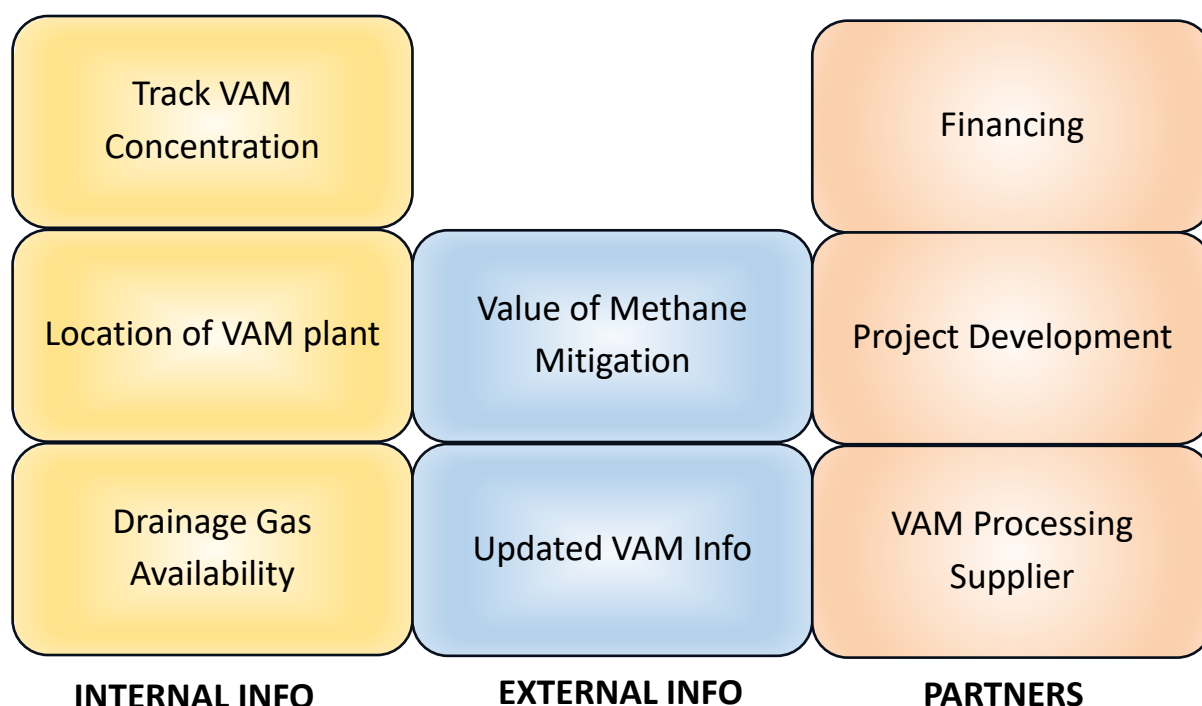 Track VAM
Concentration
Location of VAM plant
Drainage Gas
Availability
INTERNAL INFO
Value of Methane
Mitigation
Updated VAM Info
EXTERNAL INFO
Financing
Project Development
VAM Processing
Supplier
PARTNERS